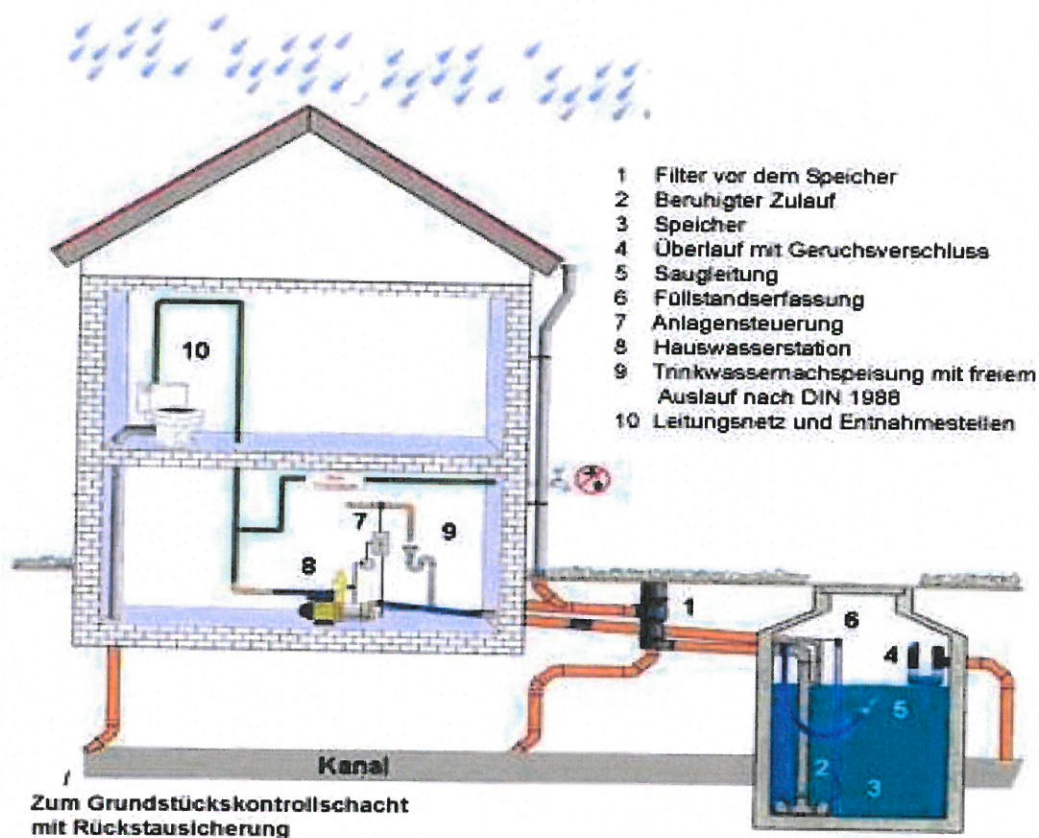 1 Filter vor dem Speicher
2 Beruhigter Zulauf
3 Speicher
4 Überlauf mit Geruchsverschluss
5 Saugleitung
6 Füllstandserfassung
7 Anlagensteuerung
8 Hauswasserstation
9 Trinkwassernachspeisung mit freiem
Auslauf nach DIN 1988
10 Leitungsnetz und Entnahmestellen
10
7
9
8
1
6
4
5
2
3
Kanal
Zum Grundstückskontrollschacht
mit Rückstausicherung